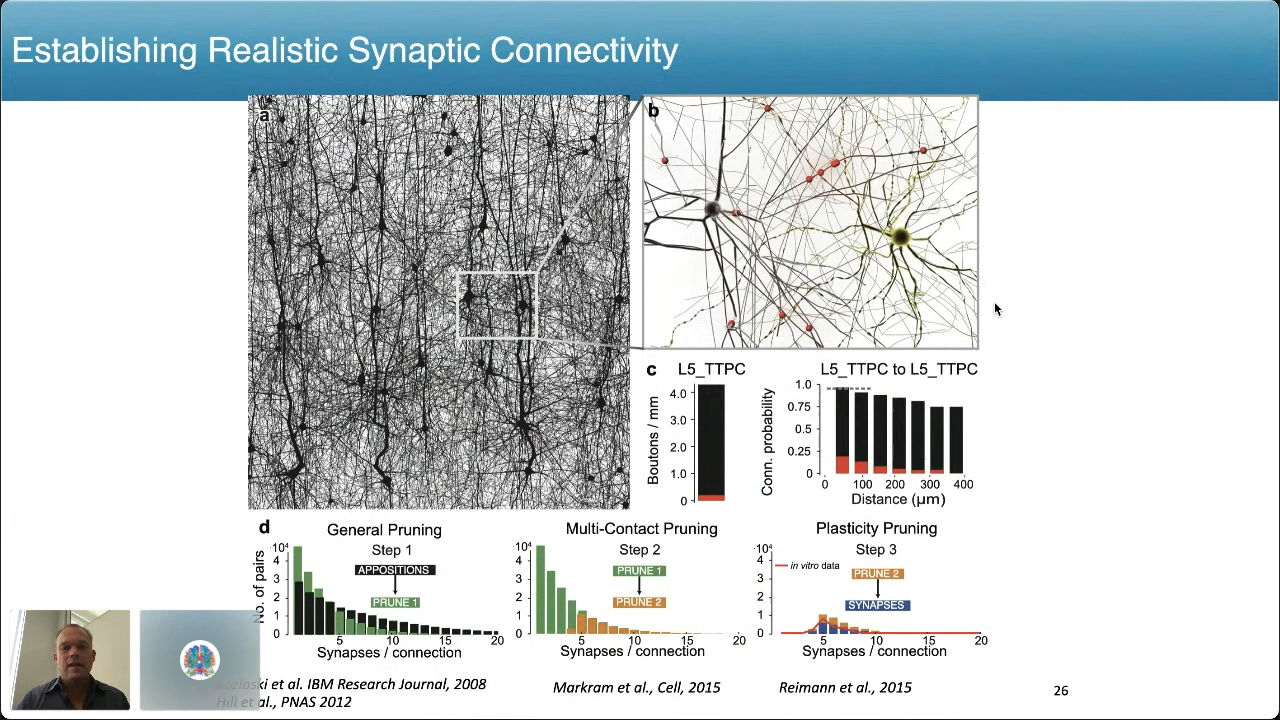 Establishing Realistic Synaptic Connectivity
a
b
c
L5_TTPC
L5_TTPC to L5_TTPC
Boutons / mm
4.0
3.0
2.0
1.0
0
Conn. probability
1.0
0.75
0.25
0
0 100 200 300 400
Distance (µm)
d
General Pruning
Step 1
APPOSITIONS
PRUNE 1
No. of pairs
10⁴
4
3
2
1
0
5 10 15 20
Synapses / connection
Multi-Contact Pruning
Step 2
PRUNE 1
PRUNE 2
10⁴
4
3
2
1
0
5 10 15 20
Synapses / connection
Plasticity Pruning
Step 3
in vitro data
PRUNE 2
SYNAPSES
10⁴
4
3
2
1
0
5 10 15 20
Synapses / connection
Kozloski et al. IBM Research Journal, 2008
Hill et al., PNAS 2012
Markram et al., Cell, 2015
Reimann et al., 2015
26